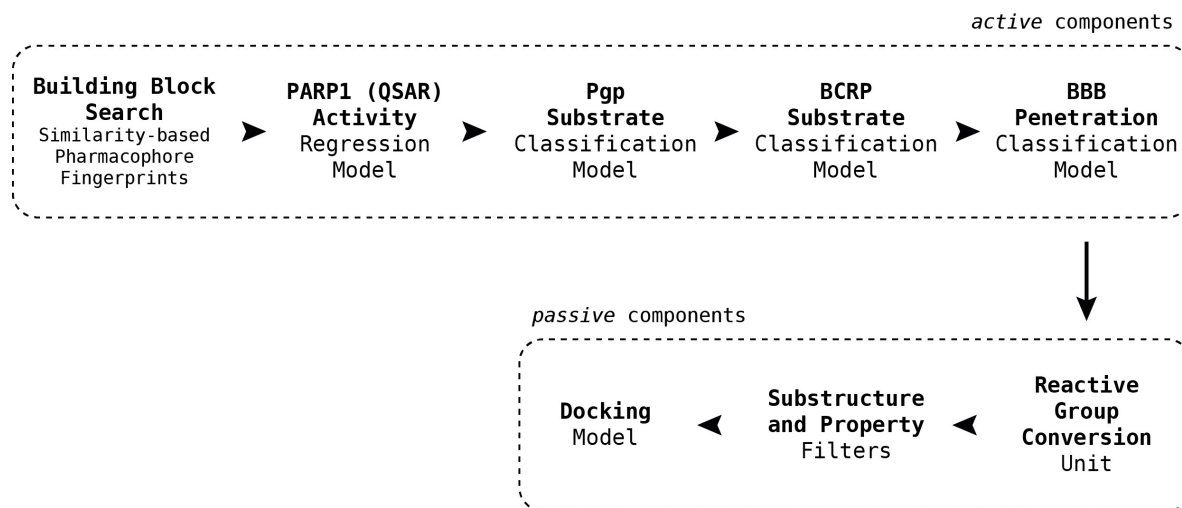 active components
Building Block
Search
Similarity-based
Pharmacophore
Fingerprints
PARP1 (QSAR)
Activity
Regression
Model
Pgp
Substrate
Classification
Model
BCRP
Substrate
Classification
Model
BBB
Penetration
Classification
Model
passive components
Docking
Model
Substructure
and Property
Filters
Reactive
Group
Conversion
Unit